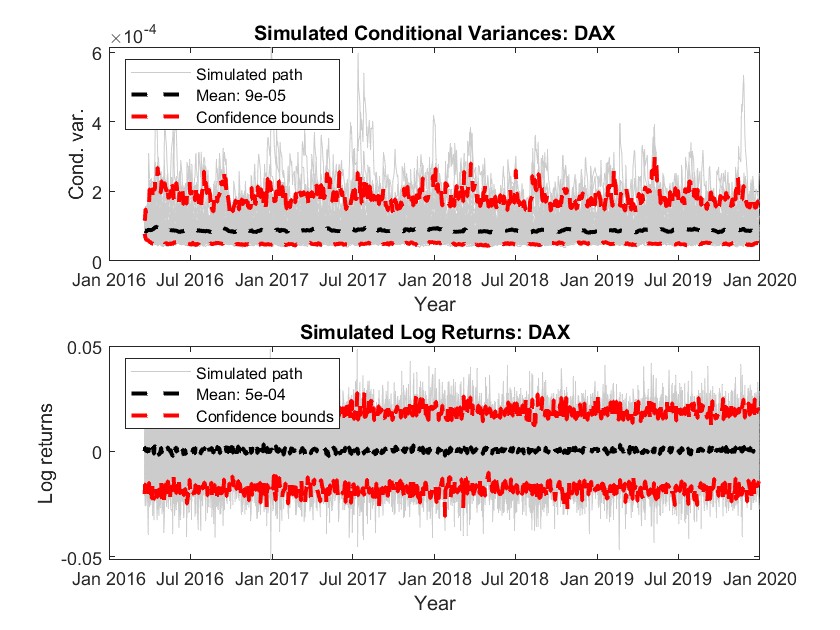 Simulated Conditional Variances: DAX
×10-4
6
4
2
0
Cond. var.
Simulated path
Mean: 9e-05
Confidence bounds
Jan 2016 Jul 2016 Jan 2017 Jul 2017 Jan 2018 Jul 2018 Jan 2019 Jul 2019 Jan 2020
Year
Simulated Log Returns: DAX
0.05
0
-0.05
Log returns
Simulated path
Mean: 5e-04
Confidence bounds
Jan 2016 Jul 2016 Jan 2017 Jul 2017 Jan 2018 Jul 2018 Jan 2019 Jul 2019 Jan 2020
Year